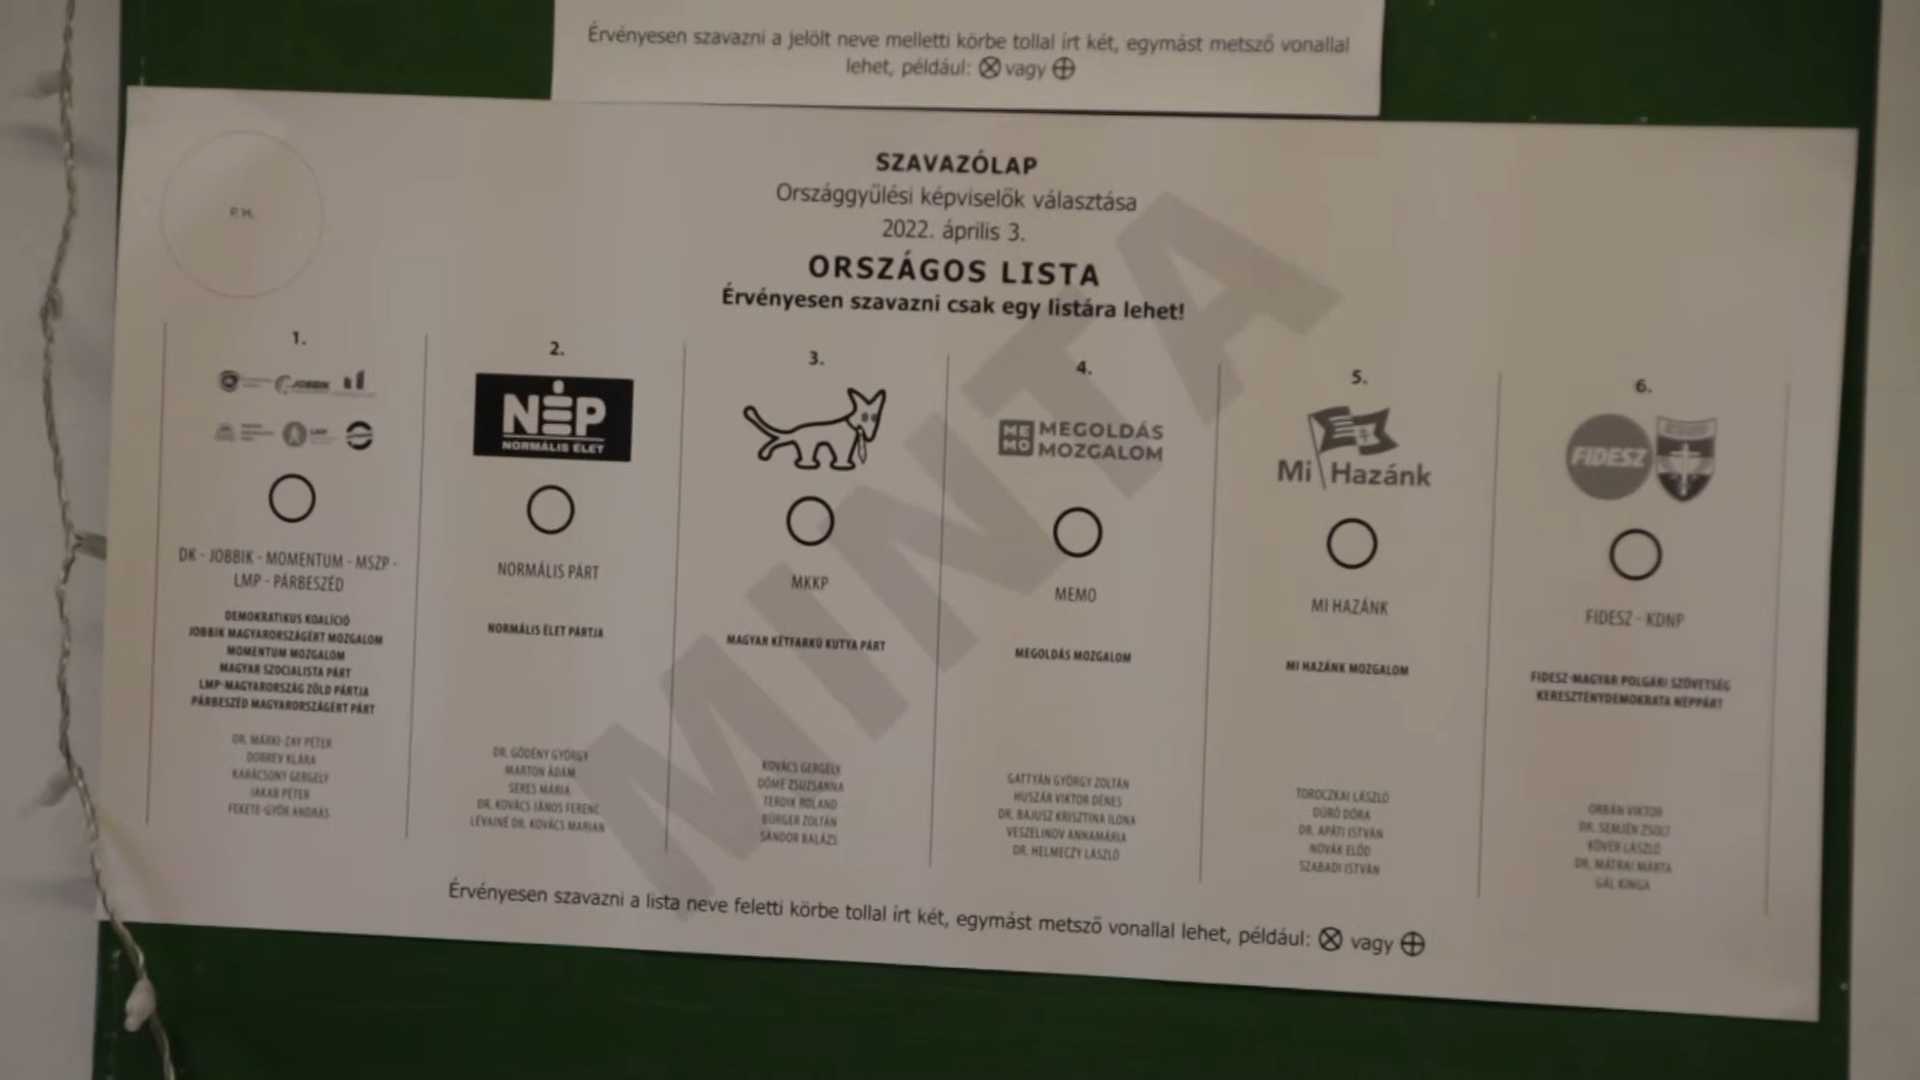 Érvényesen szavazni a jelölt neve melletti körbe tollal írt két, egymást metsző vonallal
lehet, például: ⊗ vagy ⊕
P. H.
SZAVAZÓLAP
Országgyűlési képviselők választása
2022. április 3.
ORSZÁGOS LISTA
Érvényesen szavazni csak egy listára lehet!
MINTA
1.
JOBBIK
LMP
DK - JOBBIK - MOMENTUM - MSZP -
LMP - PÁRBESZÉD
DEMOKRATIKUS KOALÍCIÓ
JOBBIK MAGYARORSZÁGÉRT MOZGALOM
MOMENTUM MOZGALOM
MAGYAR SZOCIALISTA PÁRT
LMP-MAGYARORSZÁG ZÖLD PÁRTJA
PÁRBESZÉD MAGYARORSZÁGÉRT PÁRT
DR. MÁRKI-ZAY PÉTER
DOBREV KLÁRA
KARÁCSONY GERGELY
JAKAB PÉTER
FEKETE-GYŐR ANDRÁS
2.
NÉP
NORMÁLIS ÉLET
NORMÁLIS PÁRT
NORMÁLIS ÉLET PÁRTJA
DR. GŐDÉNY GYÖRGY
MARTON ÁDÁM
SERES MÁRIA
DR. KOVÁCS JÁNOS FERENC
LÉVAINÉ DR. KOVÁCS MARIAN
3.
MKKP
MAGYAR KÉTFARKÚ KUTYA PÁRT
KOVÁCS GERGELY
DÖME ZSUZSANNA
TERDIK ROLAND
BÜRGER ZOLTÁN
SÁNDOR BALÁZS
4.
ME MEGOLDÁS
MO MOZGALOM
MEMO
MEGOLDÁS MOZGALOM
GATTYÁN GYÖRGY ZOLTÁN
HUSZÁR VIKTOR DÉNES
DR. BAJUSZ KRISZTINA ILONA
VESZELINOV ANNAMÁRIA
DR. HELMECZY LÁSZLÓ
5.
Mi Hazánk
MI HAZÁNK
MI HAZÁNK MOZGALOM
TOROCZKAI LÁSZLÓ
DÚRÓ DÓRA
DR. APÁTI ISTVÁN
NOVÁK ELŐD
SZABADI ISTVÁN
6.
FIDESZ
FIDESZ - KDNP
FIDESZ-MAGYAR POLGÁRI SZÖVETSÉG
KERESZTÉNYDEMOKRATA NÉPPÁRT
ORBÁN VIKTOR
DR. SEMJÉN ZSOLT
KÖVÉR LÁSZLÓ
DR. MÁTRAI MÁRTA
GÁL KINGA
Érvényesen szavazni a lista neve feletti körbe tollal írt két, egymást metsző vonallal lehet, például: ⊗ vagy ⊕